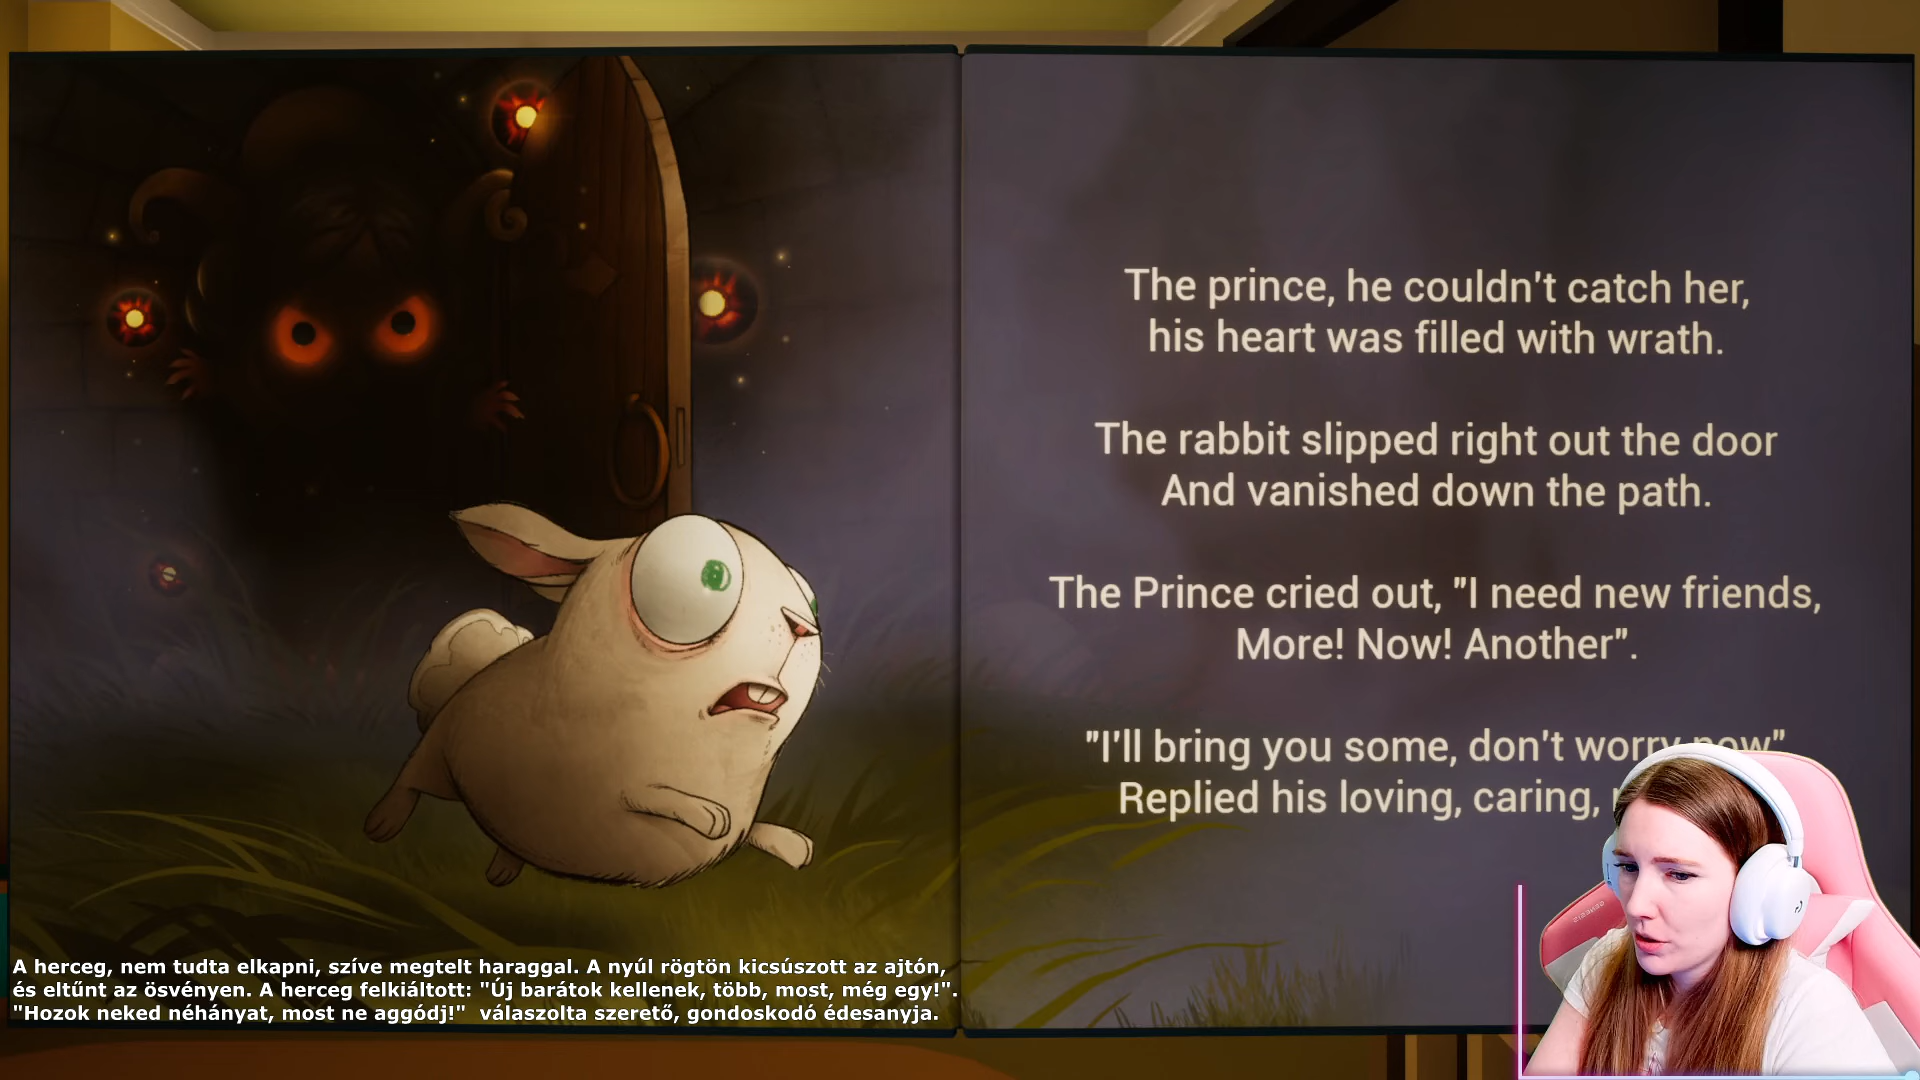 The prince, he couldn't catch her,
his heart was filled with wrath.
The rabbit slipped right out the door
And vanished down the path.
The Prince cried out, "I need new friends,
More! Now! Another".
"I'll bring you some, don't worry now"
Replied his loving, caring,
A herceg, nem tudta elkapni, szíve megtelt haraggal. A nyúl rögtön kicsúszott az ajtón,
és eltűnt az ösvényen. A herceg felkiáltott: "Új barátok kellenek, több, most, még egy!".
"Hozok neked néhányat, most ne aggódj!" válaszolta szerető, gondoskodó édesanyja.